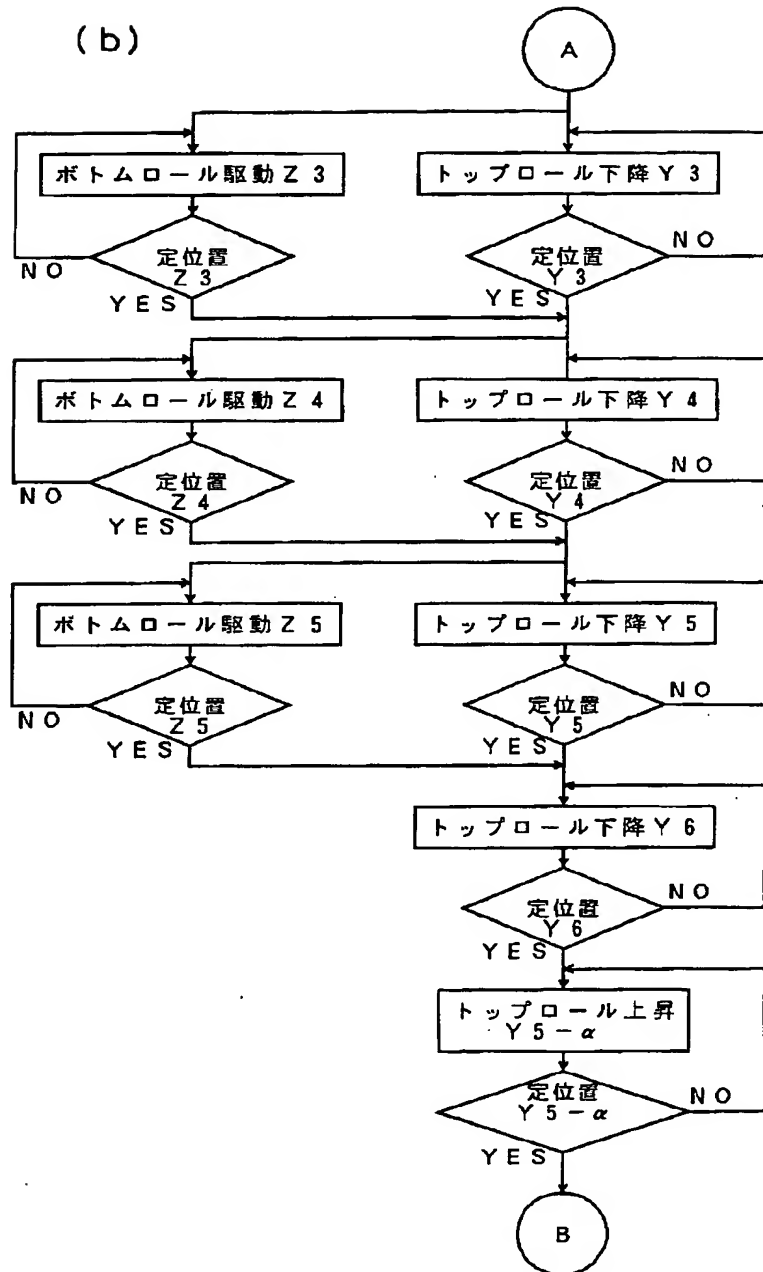 (b)
A
ボトムロール駆動Z3
トップロール下降Y3
定位置
Z3
NO
YES
定位置
Y3
NO
YES
ボトムロール駆動Z4
トップロール下降Y4
定位置
Z4
NO
YES
定位置
Y4
NO
YES
ボトムロール駆動Z5
トップロール下降Y5
定位置
Z5
NO
YES
定位置
Y5
NO
YES
トップロール下降Y6
定位置
Y6
NO
YES
トップロール上昇
Y5-α
定位置
Y5-α
NO
YES
B